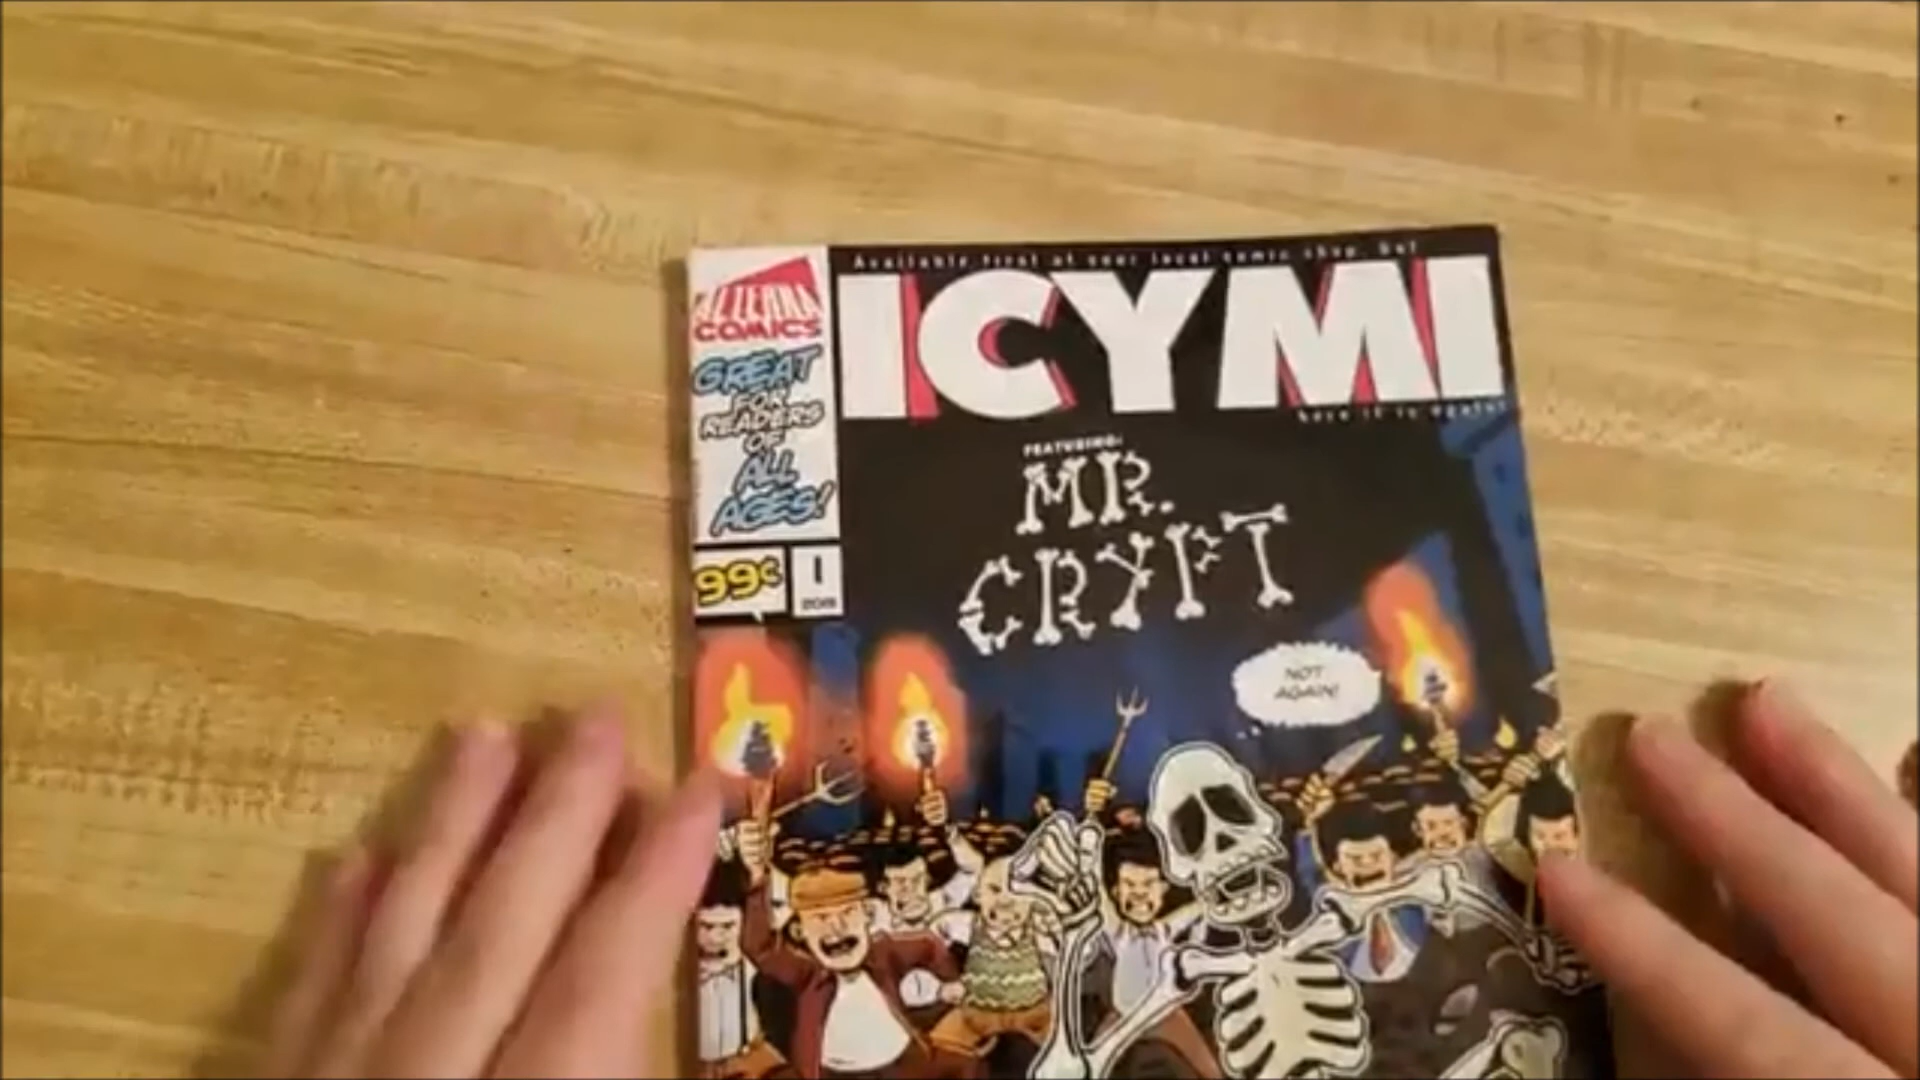 Available first at your local comic shop, but
ICYMI
here it is again!
ALTERNA
COMICS
GREAT
FOR
READERS
OF
ALL
AGES!
99¢
1
FEATURING:
MR.
CRYPT
NOT
AGAIN!